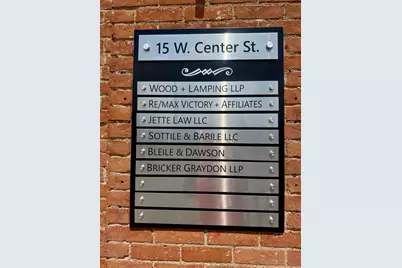 15 W. Center St.
Wood + Lamping LLP
Re/Max Victory + Affiliates
Jette Law LLC
Sottile & Barile LLC
Bleile & Dawson
Bricker Graydon LLP